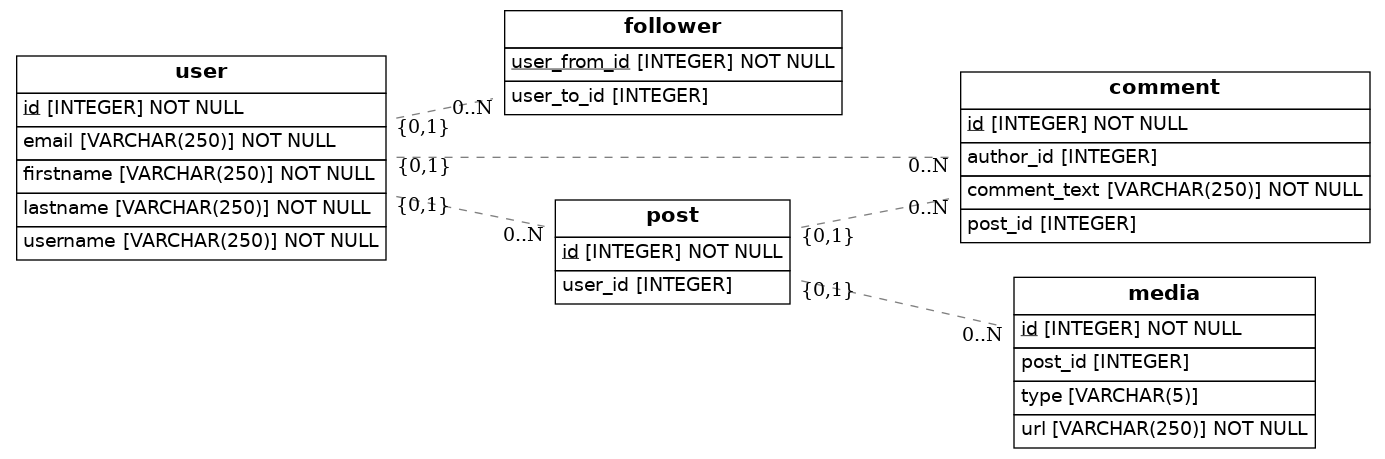 user
id [INTEGER] NOT NULL
email [VARCHAR(250)] NOT NULL
firstname [VARCHAR(250)] NOT NULL
lastname [VARCHAR(250)] NOT NULL
username [VARCHAR(250)] NOT NULL
{0,1}
0..N
{0,1}
0..N
{0,1}
0..N
follower
user_from_id [INTEGER] NOT NULL
user_to_id [INTEGER]
post
id [INTEGER] NOT NULL
user_id [INTEGER]
{0,1}
0..N
{0,1}
0..N
comment
id [INTEGER] NOT NULL
author_id [INTEGER]
comment_text [VARCHAR(250)] NOT NULL
post_id [INTEGER]
media
id [INTEGER] NOT NULL
post_id [INTEGER]
type [VARCHAR(5)]
url [VARCHAR(250)] NOT NULL